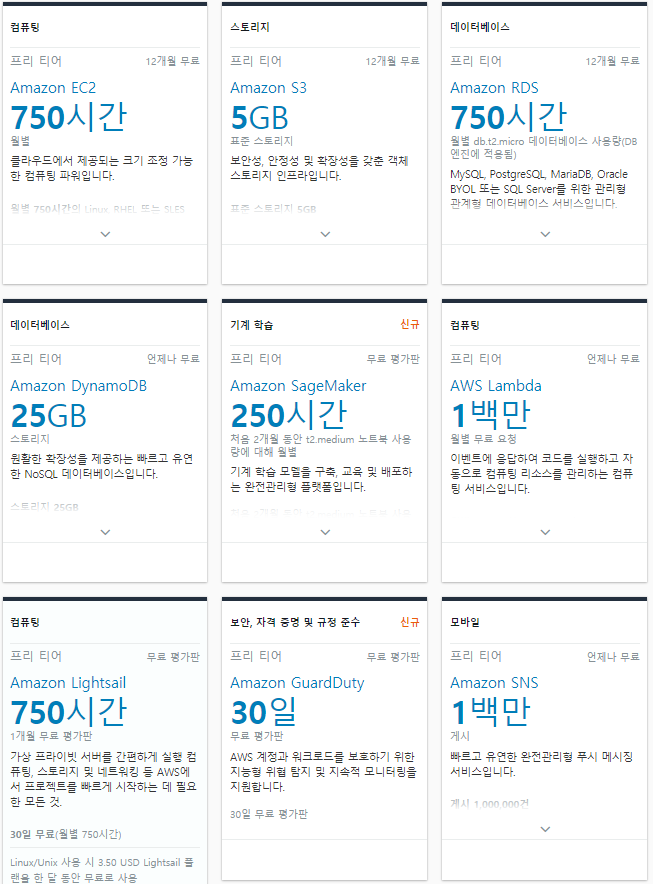 컴퓨팅
프리 티어
12개월 무료
Amazon EC2
750시간
월별
클라우드에서 제공되는 크기 조정 가능
한 컴퓨팅 파워입니다.
월별 750시간의 Linux, RHEL 또는 SLES
스토리지
프리 티어
12개월 무료
Amazon S3
5GB
표준 스토리지
보안성, 안정성 및 확장성을 갖춘 객체
스토리지 인프라입니다.
표준 스토리지 5GB
데이터베이스
프리 티어
12개월 무료
Amazon RDS
750시간
월별 db.t2.micro 데이터베이스 사용량(DB
엔진에 적용됨)
MySQL, PostgreSQL, MariaDB, Oracle
BYOL 또는 SQL Server를 위한 관리형
관계형 데이터베이스 서비스입니다.
데이터베이스
프리 티어
언제나 무료
Amazon DynamoDB
25GB
스토리지
원활한 확장성을 제공하는 빠르고 유연
한 NoSQL 데이터베이스입니다.
스토리지 25GB
기계 학습
신규
프리 티어
무료 평가판
Amazon SageMaker
250시간
처음 2개월 동안 t2.medium 노트북 사용
량에 대해 월별
기계 학습 모델을 구축, 교육 및 배포하
는 완전관리형 플랫폼입니다.
컴퓨팅
프리 티어
언제나 무료
AWS Lambda
1백만
월별 무료 요청
이벤트에 응답하여 코드를 실행하고 자
동으로 컴퓨팅 리소스를 관리하는 컴퓨
팅 서비스입니다.
컴퓨팅
프리 티어
무료 평가판
Amazon Lightsail
750시간
1개월 무료 평가판
가상 프라이빗 서버를 간편하게 실행 컴
퓨팅, 스토리지 및 네트워킹 등 AWS에
서 프로젝트를 빠르게 시작하는 데 필요
한 모든 것.
30일 무료(월별 750시간)
Linux/Unix 사용 시 3.50 USD Lightsail 플
랜을 한 달 동안 무료로 사용
보안, 자격 증명 및 규정 준수
신규
프리 티어
무료 평가판
Amazon GuardDuty
30일
무료 평가판
AWS 계정과 워크로드를 보호하기 위한
지능형 위협 탐지 및 지속적 모니터링을
지원합니다.
30일 무료 평가판
모바일
프리 티어
언제나 무료
Amazon SNS
1백만
게시
빠르고 유연한 완전관리형 푸시 메시징
서비스입니다.
게시 1,000,000건